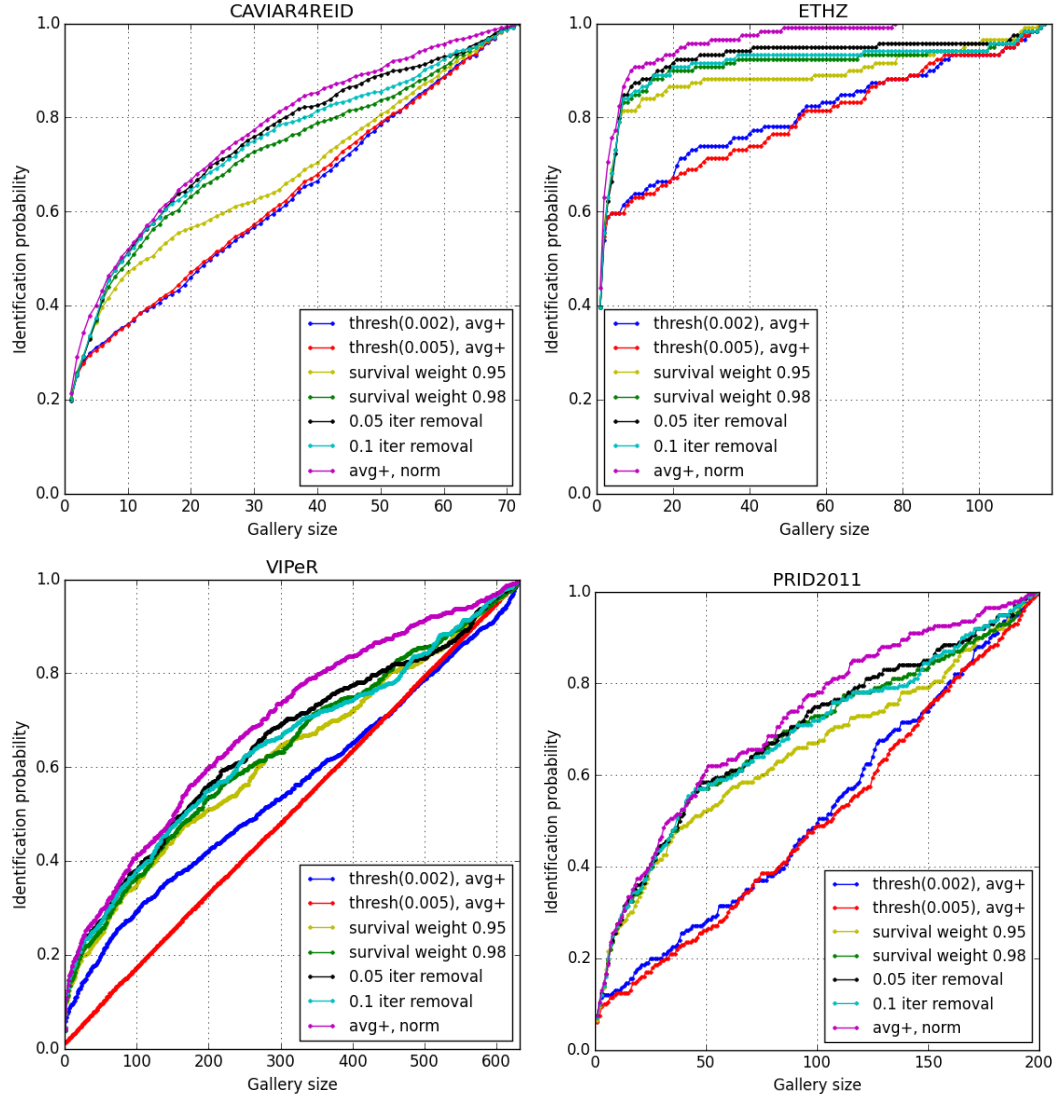 CAVIAR4REID
1.0
0.8
0.6
0.4
0.2
0.0
Identification probability
thresh(0.002), avg+
thresh(0.005), avg+
survival weight 0.95
survival weight 0.98
0.05 iter removal
0.1 iter removal
avg+, norm
0 10 20 30 40 50 60 70
Gallery size
ETHZ
1.0
0.8
0.6
0.4
0.2
0.0
Identification probability
thresh(0.002), avg+
thresh(0.005), avg+
survival weight 0.95
survival weight 0.98
0.05 iter removal
0.1 iter removal
avg+, norm
0 20 40 60 80 100
Gallery size
VIPeR
1.0
0.8
0.6
0.4
0.2
0.0
Identification probability
thresh(0.002), avg+
thresh(0.005), avg+
survival weight 0.95
survival weight 0.98
0.05 iter removal
0.1 iter removal
avg+, norm
0 100 200 300 400 500 600
Gallery size
PRID2011
1.0
0.8
0.6
0.4
0.2
0.0
Identification probability
thresh(0.002), avg+
thresh(0.005), avg+
survival weight 0.95
survival weight 0.98
0.05 iter removal
0.1 iter removal
avg+, norm
0 50 100 150 200
Gallery size